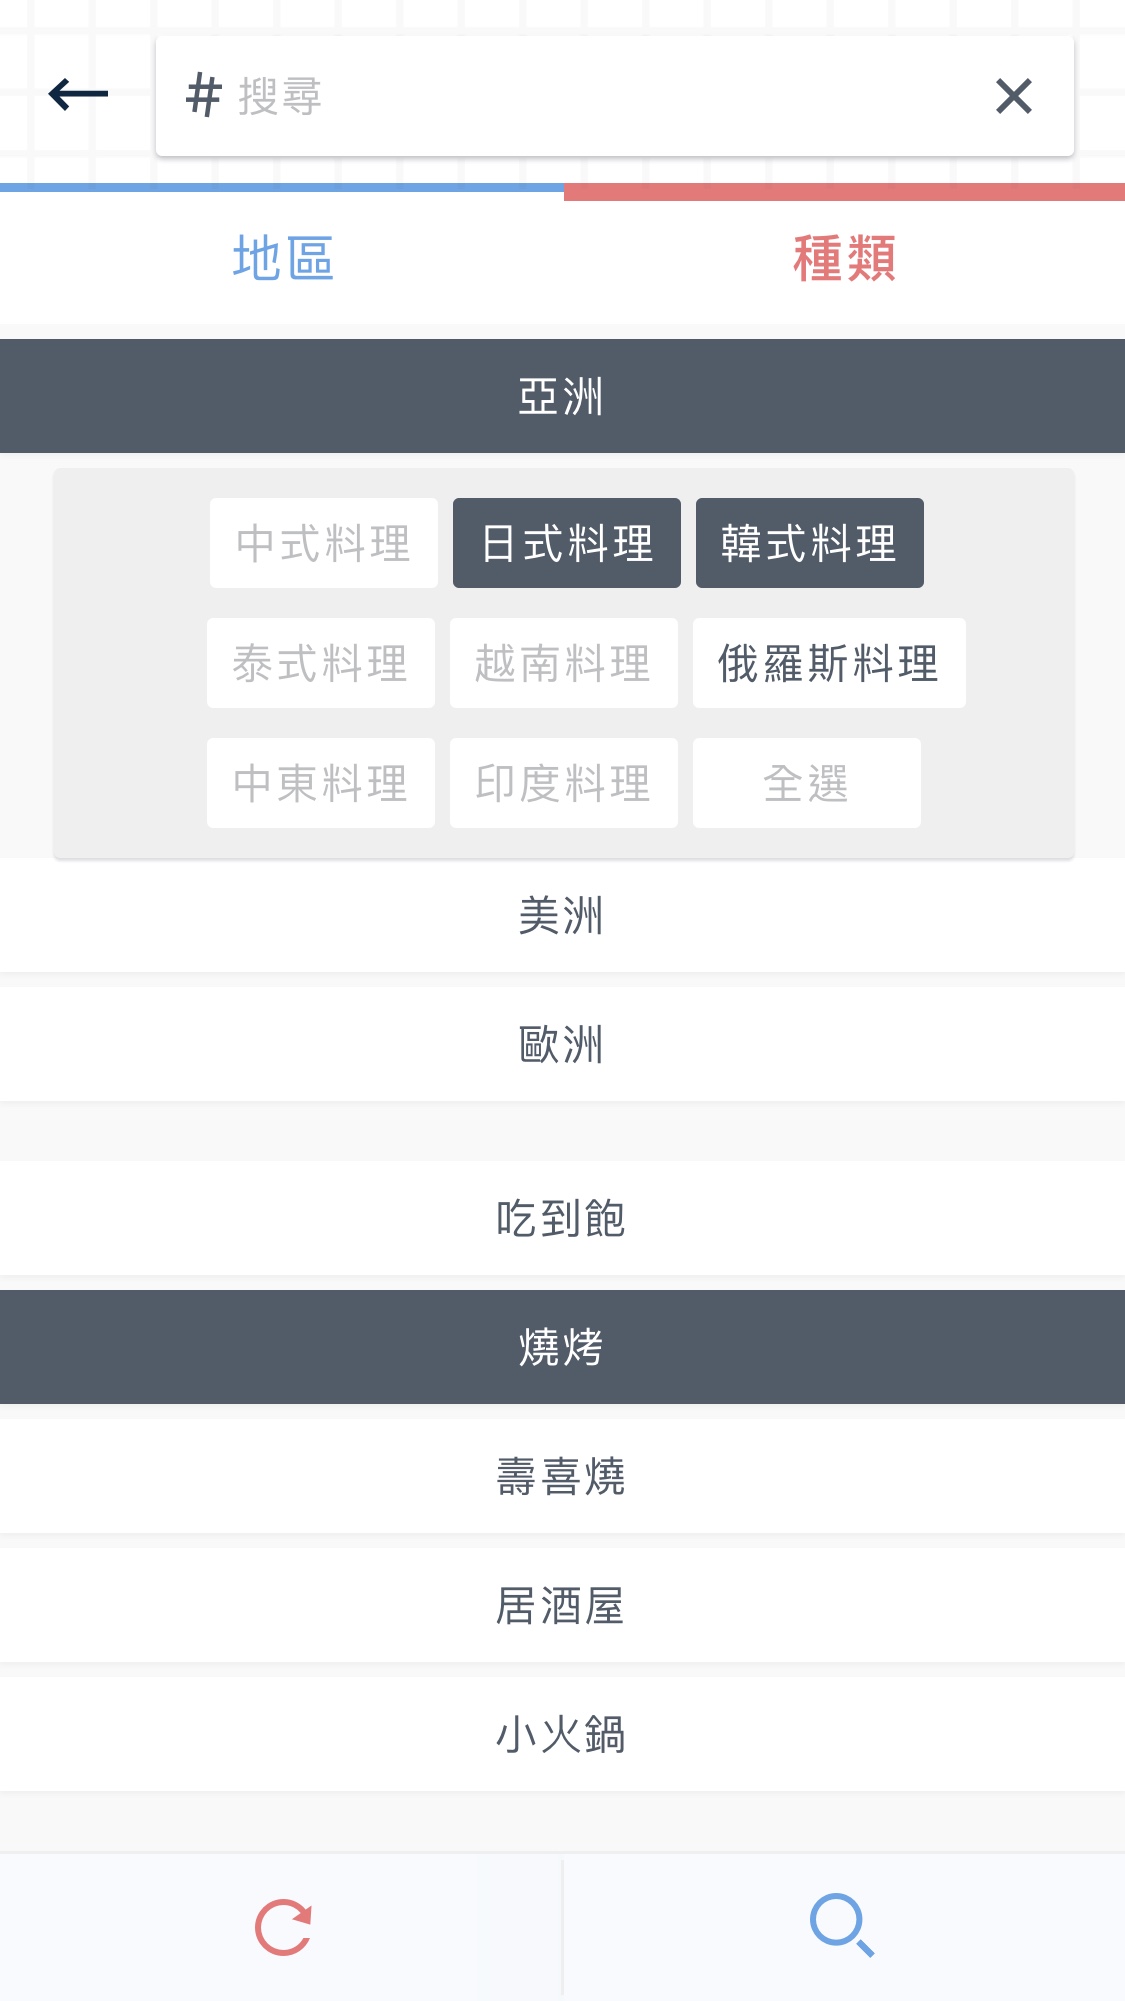 # 搜尋
地區 種類
亞洲
中式料理 日式料理 韓式料理
泰式料理 越南料理 俄羅斯料理
中東料理 印度料理 全選
美洲
歐洲
吃到飽
燒烤
壽喜燒
居酒屋
小火鍋